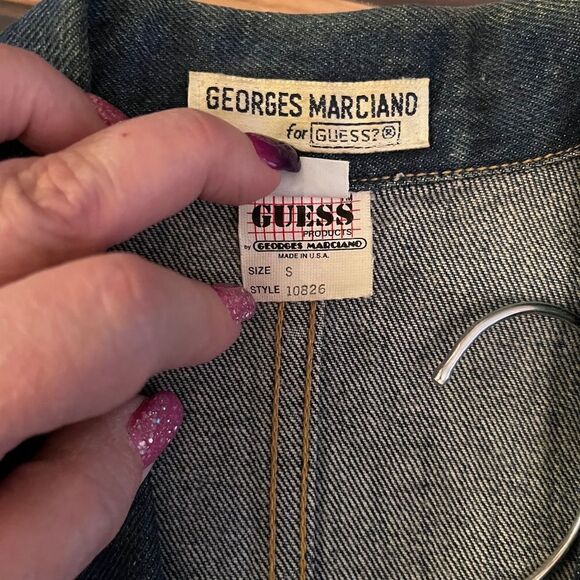 GEORGES MARCIANO
for GUESS?®
GUESS
PRODUCTS
by GEORGES MARCIANO
MADE IN U.S.A.
SIZE S
STYLE 10826